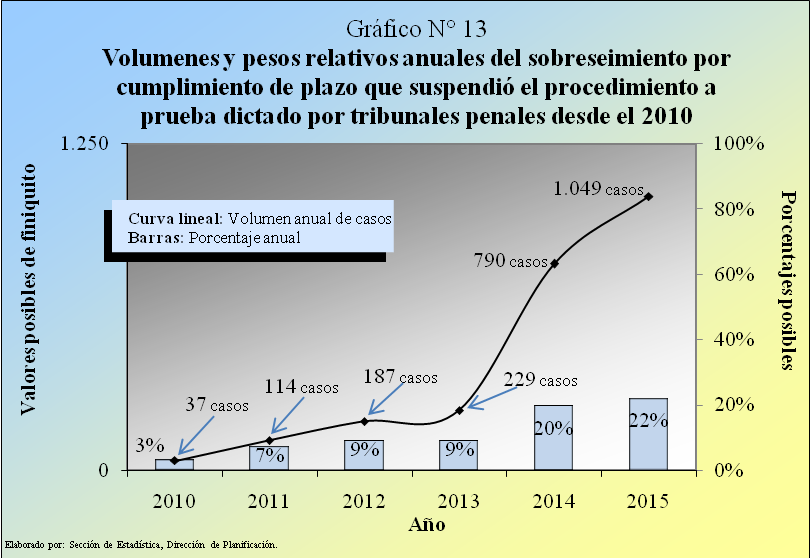 Gráfico N° 13
Volumenes y pesos relativos anuales del sobreseimiento por
cumplimiento de plazo que suspendió el procedimiento a
prueba dictado por tribunales penales desde el 2010
Valores posibles de finiquito
1.250
0
Curva lineal: Volumen anual de casos
Barras: Porcentaje anual
37 casos
114 casos
187 casos
229 casos
790 casos
1.049 casos
3%
7%
9%
9%
20%
22%
100%
80%
60%
40%
20%
0%
Porcentajes posibles
2010 2011 2012 2013 2014 2015
Año
Elaborado por: Sección de Estadística, Dirección de Planificación.